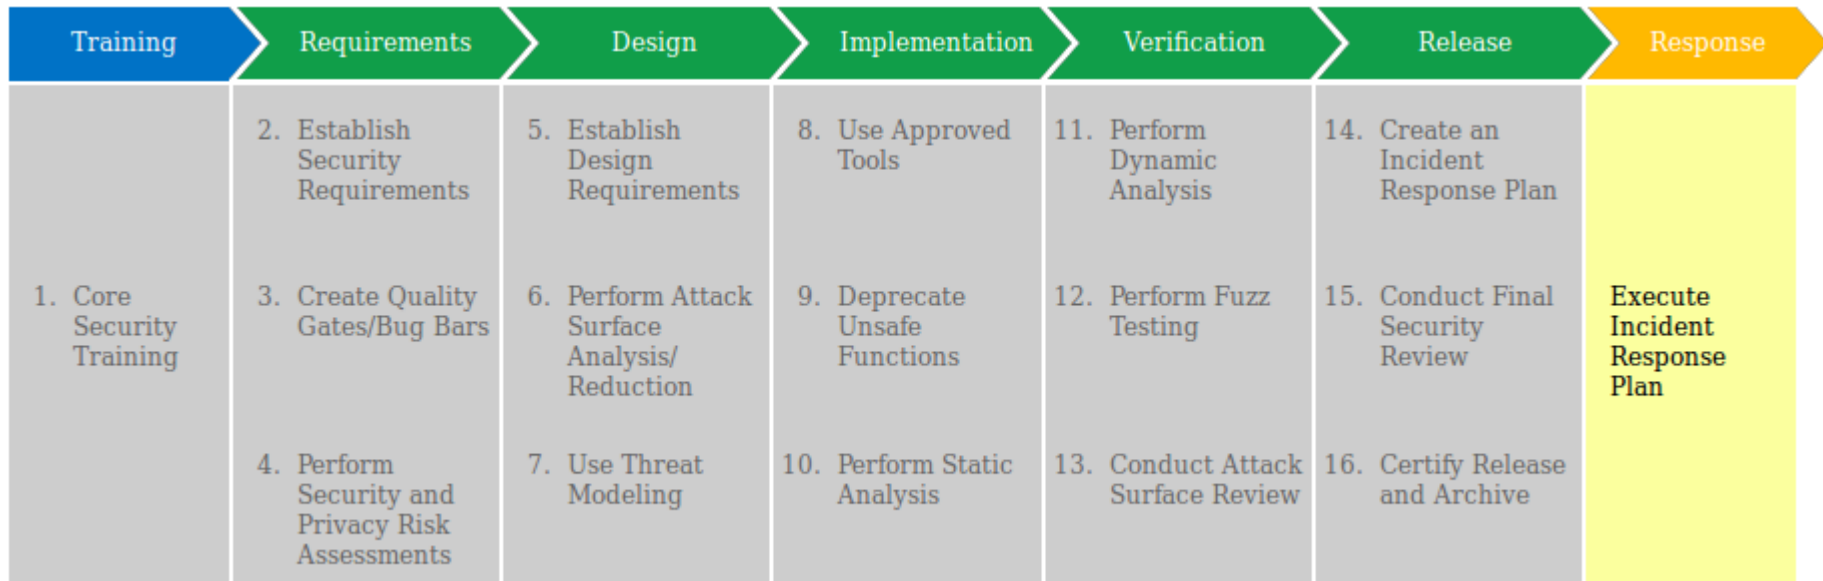 Training
Requirements
Design
Implementation
Verification
Release
Response
1. Core
Security
Training
2. Establish
Security
Requirements
3. Create Quality
Gates/Bug Bars
4. Perform
Security and
Privacy Risk
Assessments
5. Establish
Design
Requirements
6. Perform Attack
Surface
Analysis/
Reduction
7. Use Threat
Modeling
8. Use Approved
Tools
9. Deprecate
Unsafe
Functions
10. Perform Static
Analysis
11. Perform
Dynamic
Analysis
12. Perform Fuzz
Testing
13. Conduct Attack
Surface Review
14. Create an
Incident
Response Plan
15. Conduct Final
Security
Review
16. Certify Release
and Archive
Execute
Incident
Response
Plan